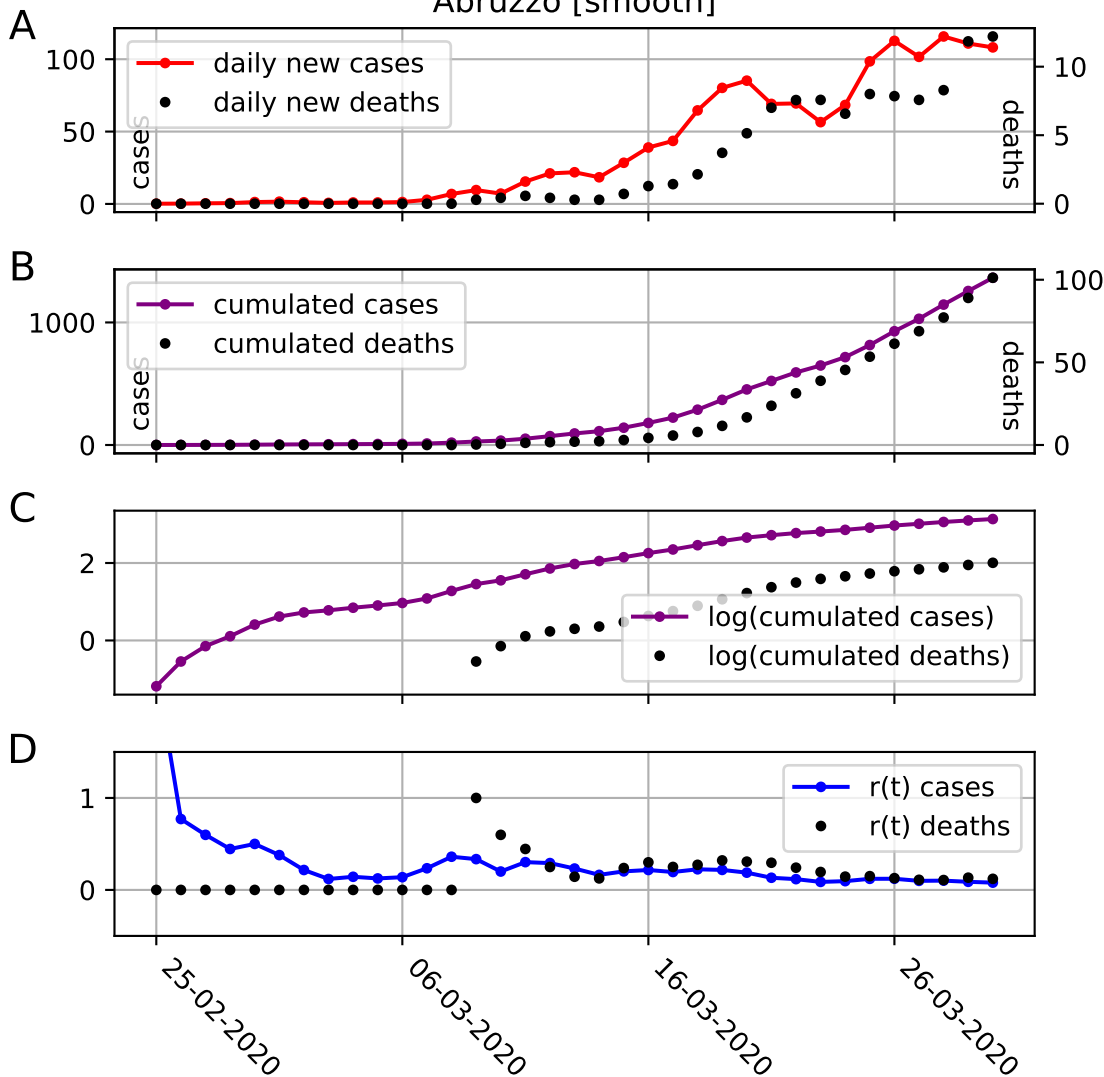 Abruzzo [smooth]
A
100
50
0
daily new cases
daily new deaths
cases
10
5
0
deaths
B
1000
0
cumulated cases
cumulated deaths
cases
100
50
0
deaths
C
2
0
log(cumulated cases)
log(cumulated deaths)
D
1
0
r(t) cases
r(t) deaths
25-02-2020
06-03-2020
16-03-2020
26-03-2020